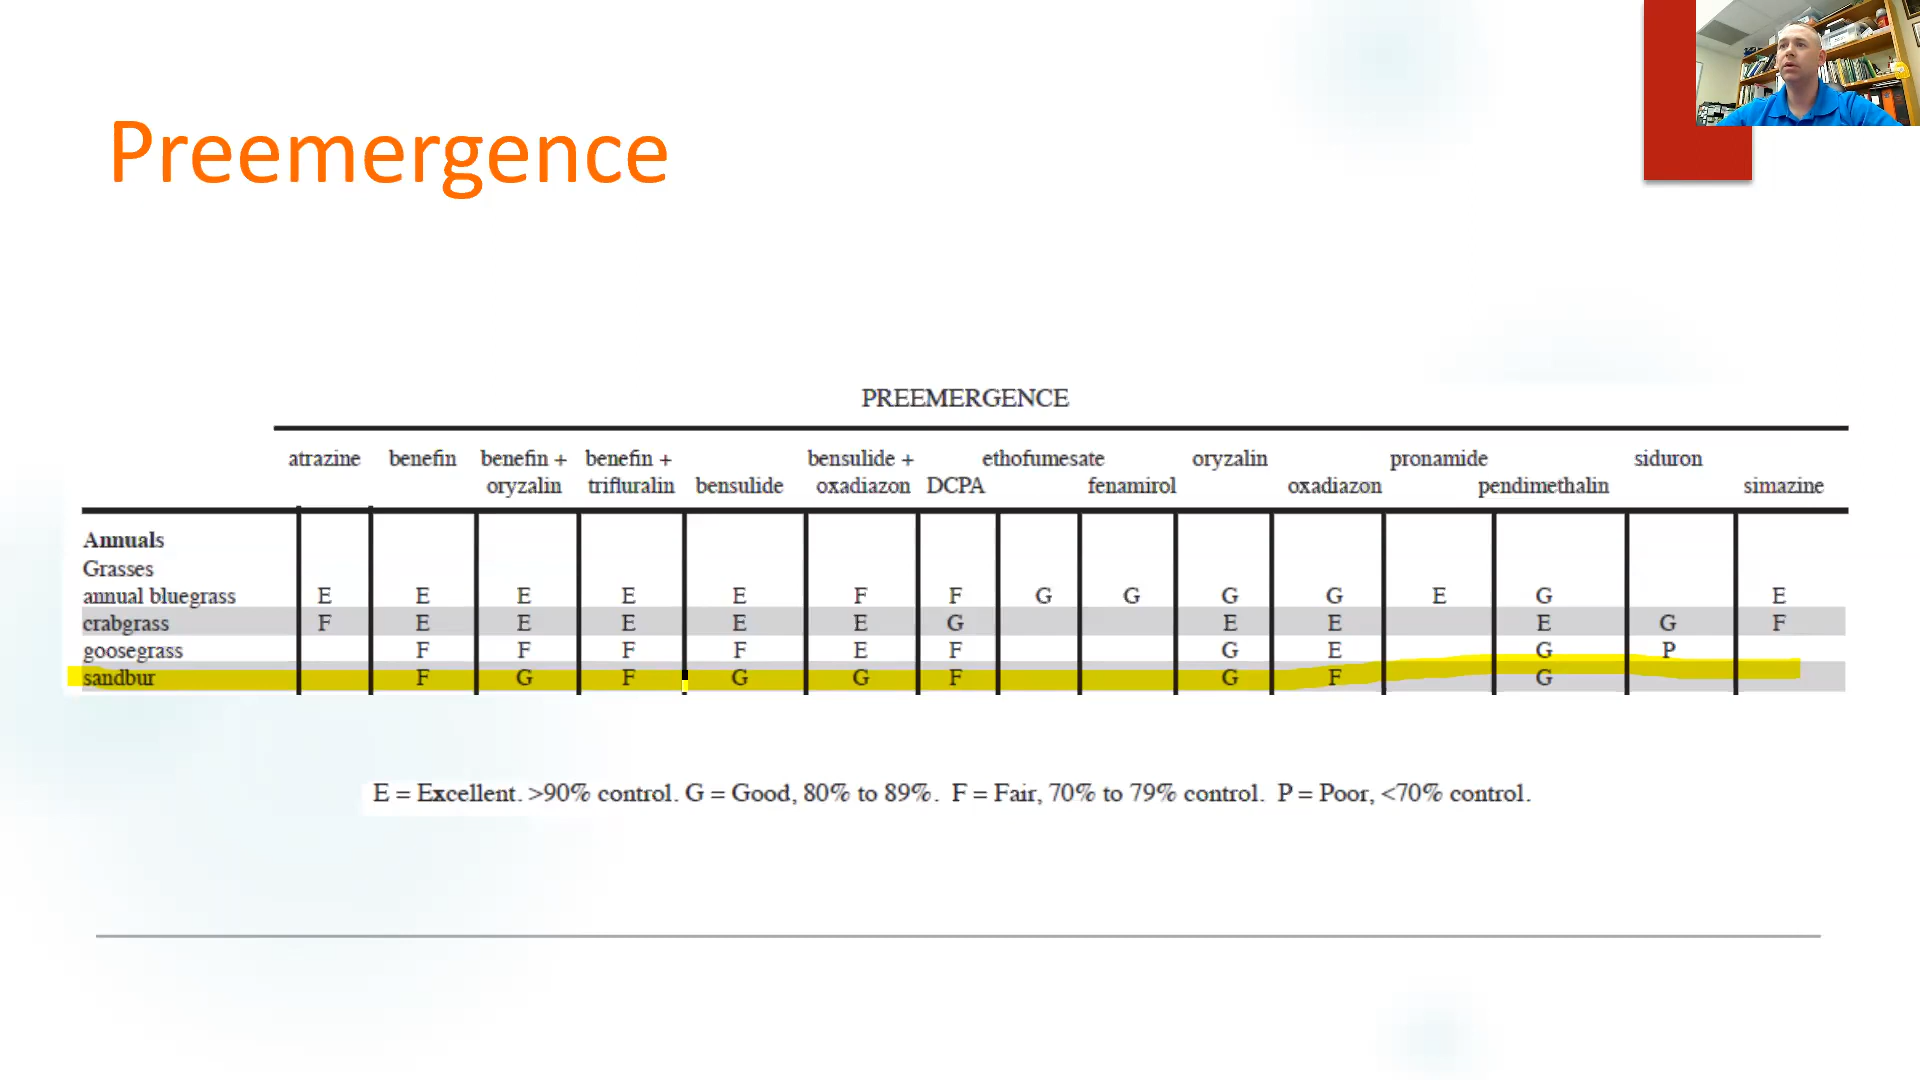 Preemergence
PREEMERGENCE
atrazine benefin benefin + benefin + bensulide + ethofumesate oryzalin pronamide siduron
oryzalin trifluralin bensulide oxadiazon DCPA fenamirol oxadiazon pendimethalin simazine
Annuals
Grasses
annual bluegrass E E E E E F F G G G G E G E
crabgrass F E E E E E G E E E G F
goosegrass F F F F E F G E G P
sandbur F G F G G F G F G
E = Excellent. >90% control. G = Good, 80% to 89%. F = Fair, 70% to 79% control. P = Poor, <70% control.